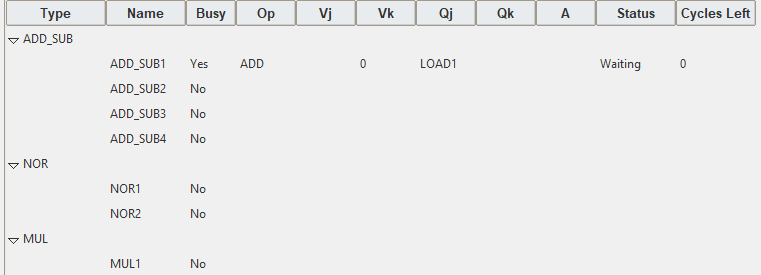 Type Name Busy Op Vj Vk Qj Qk A Status Cycles Left
ADD_SUB
ADD_SUB1 Yes ADD 0 LOAD1 Waiting 0
ADD_SUB2 No
ADD_SUB3 No
ADD_SUB4 No
NOR
NOR1 No
NOR2 No
MUL
MUL1 No